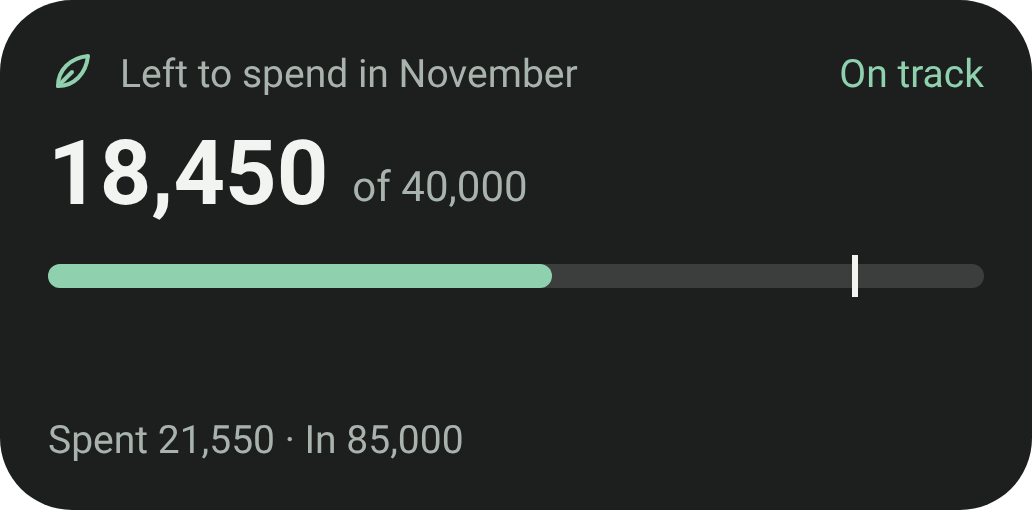 Left to spend in November
On track
18,450 of 40,000
Spent 21,550 · In 85,000